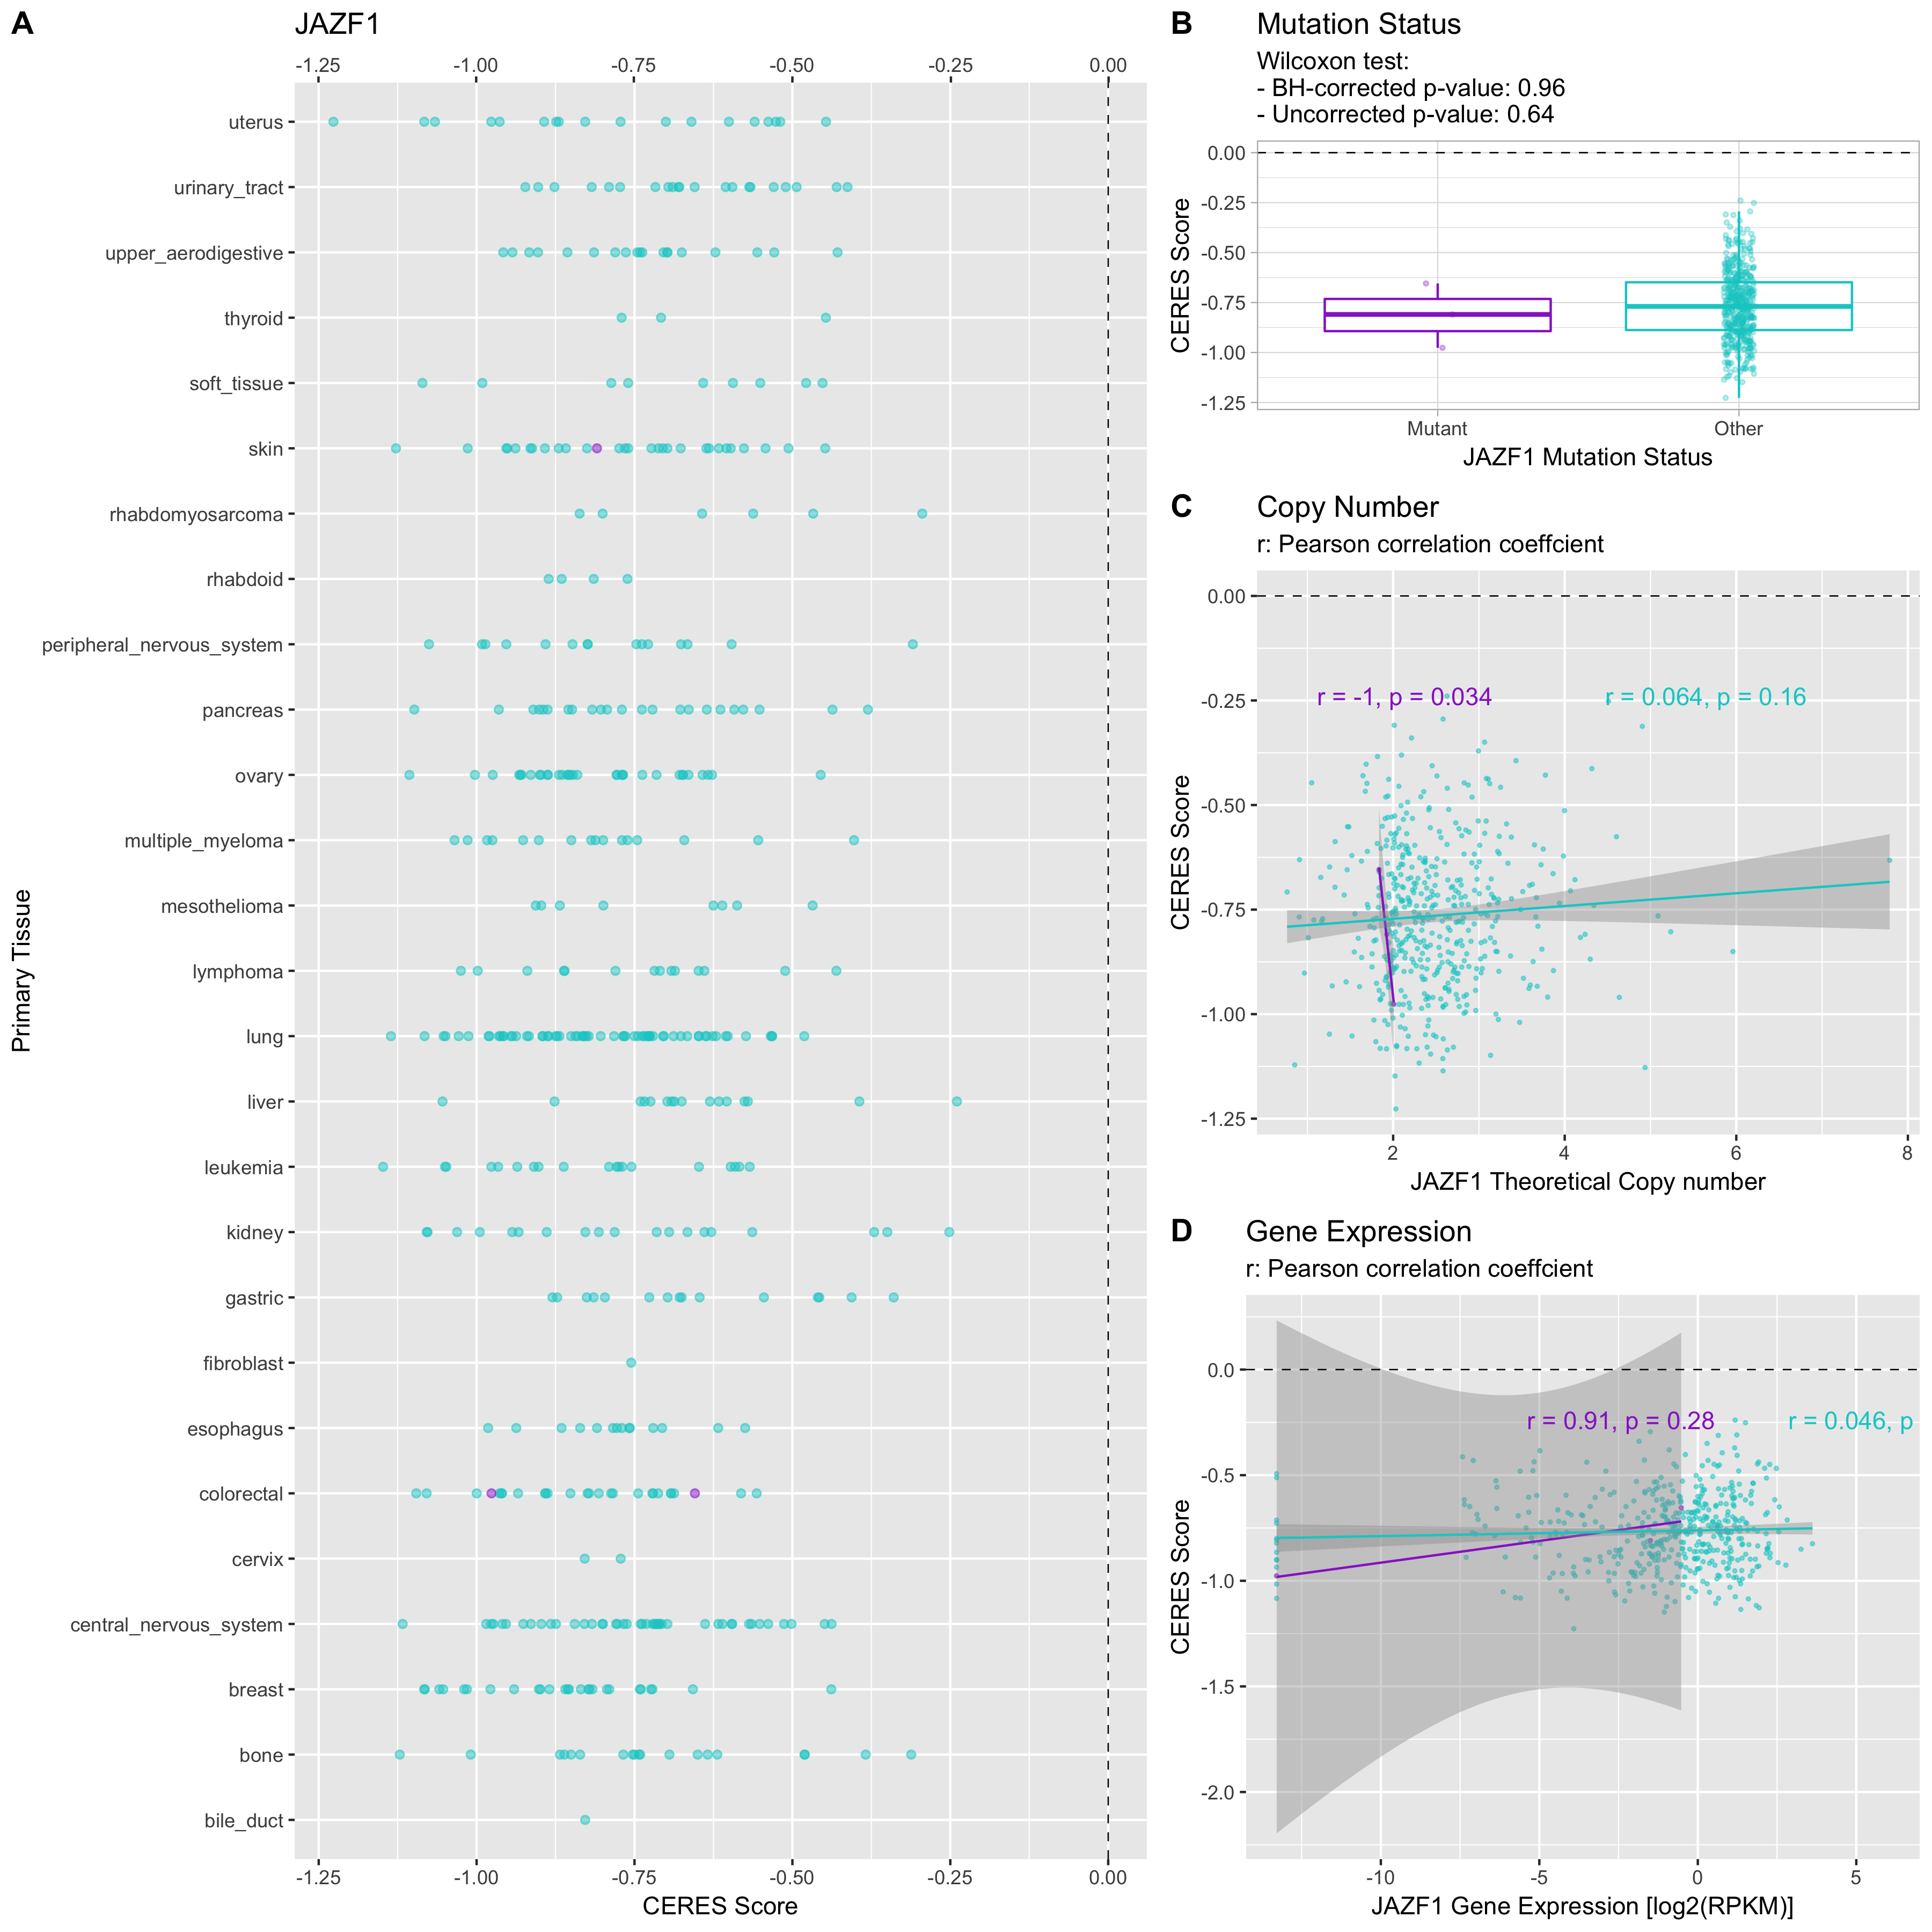 A
JAZF1
-1.25 -1.00 -0.75 -0.50 -0.25 0.00
uterus
urinary_tract
upper_aerodigestive
thyroid
soft_tissue
skin
rhabdomyosarcoma
rhabdoid
peripheral_nervous_system
pancreas
ovary
multiple_myeloma
mesothelioma
lymphoma
lung
liver
leukemia
kidney
gastric
fibroblast
esophagus
colorectal
cervix
central_nervous_system
breast
bone
bile_duct
Primary Tissue
-1.25 -1.00 -0.75 -0.50 -0.25 0.00
CERES Score
B
Mutation Status
Wilcoxon test:
- BH-corrected p-value: 0.96
- Uncorrected p-value: 0.64
0.00
-0.25
-0.50
-0.75
-1.00
-1.25
CERES Score
Mutant Other
JAZF1 Mutation Status
C
Copy Number
r: Pearson correlation coeffcient
0.00
-0.25
-0.50
-0.75
-1.00
-1.25
CERES Score
r = -1, p = 0.034 r = 0.064, p = 0.16
2 4 6 8
JAZF1 Theoretical Copy number
D
Gene Expression
r: Pearson correlation coeffcient
0.0
-0.5
-1.0
-1.5
-2.0
CERES Score
r = 0.91, p = 0.28 r = 0.046, p
-10 -5 0 5
JAZF1 Gene Expression [log2(RPKM)]